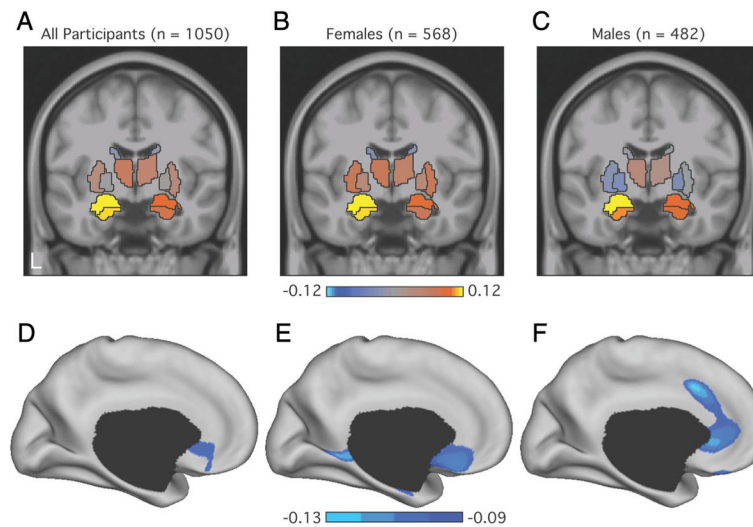 A All Participants (n = 1050) B Females (n = 568) C Males (n = 482)
L
-0.12 0.12
D E F
-0.13 -0.09